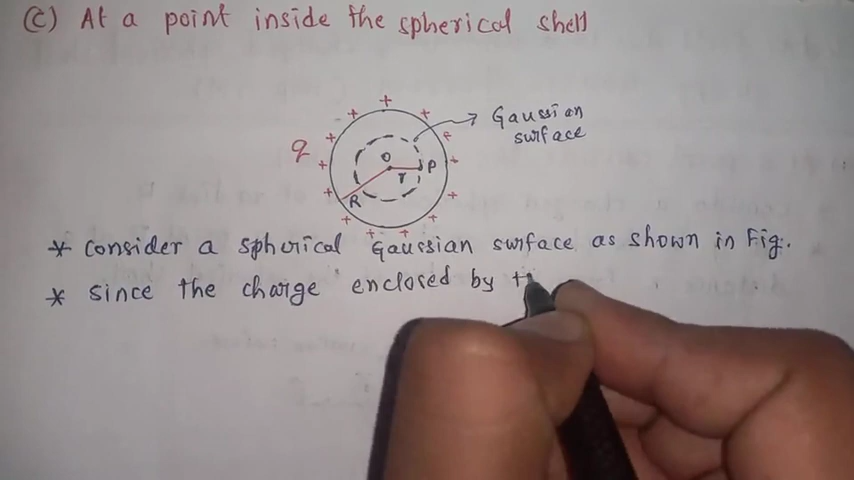 (C) At a point inside the spherical shell
Gaussian
surface
q
O
r
P
R
* consider a spherical Gaussian surface as shown in Fig.
* since the charge enclosed by